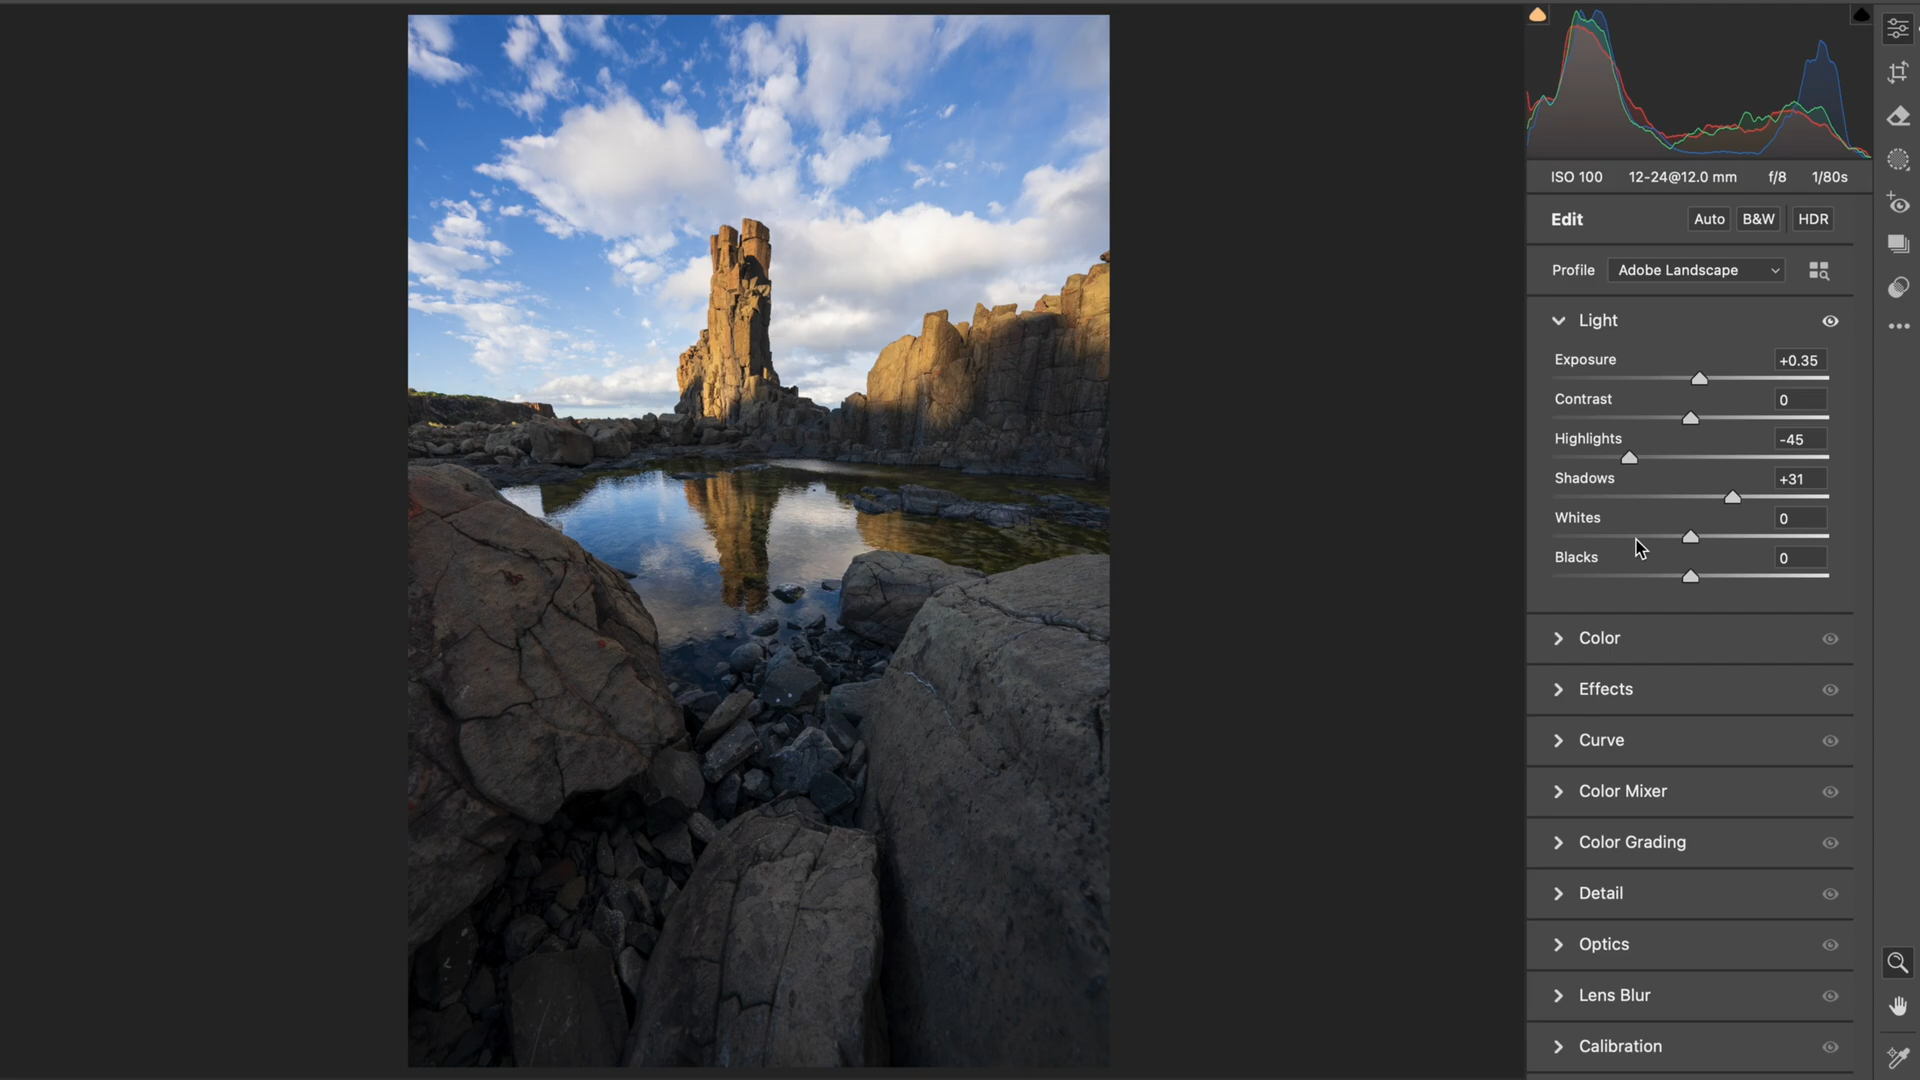 ISO 100 12-24@12.0 mm f/8 1/80s
Edit Auto B&W HDR
Profile Adobe Landscape
Light
Exposure +0.35
Contrast 0
Highlights -45
Shadows +31
Whites 0
Blacks 0
Color
Effects
Curve
Color Mixer
Color Grading
Detail
Optics
Lens Blur
Calibration